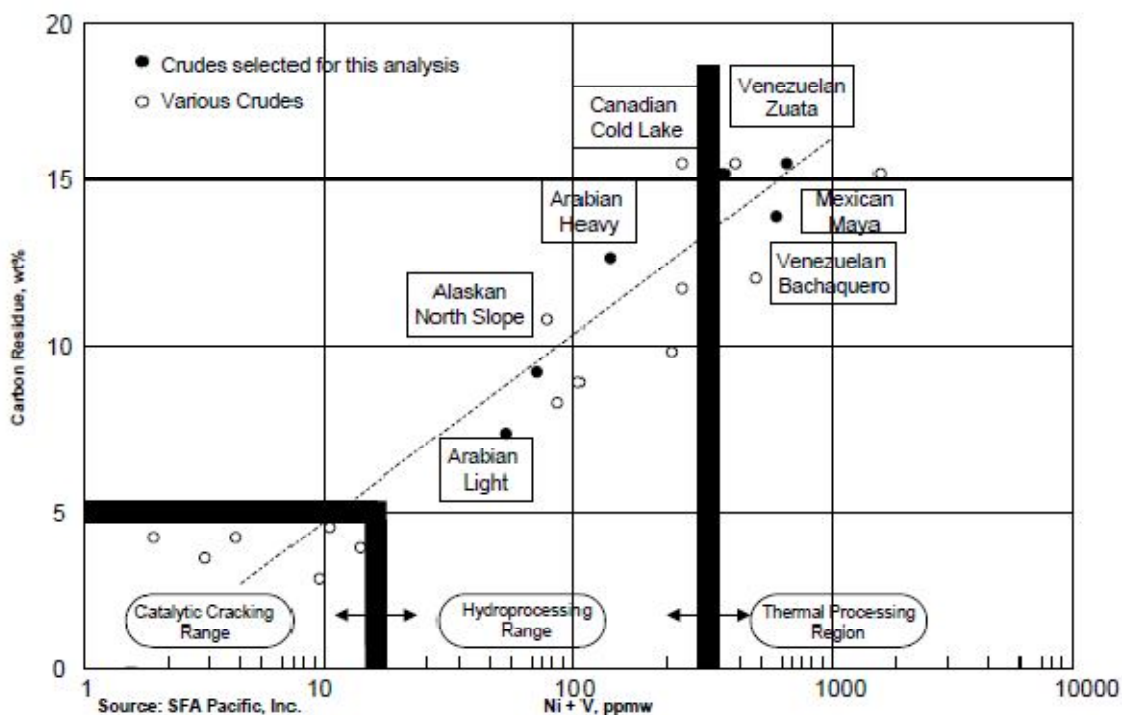 20
Crudes selected for this analysis
Various Crudes
Canadian
Cold Lake
Venezuelan
Zuata
15
Arabian
Heavy
Mexican
Maya
Venezuelan
Bachaquero
Alaskan
North Slope
10
Carbon Residue, wt%
Arabian
Light
5
Catalytic Cracking
Range
Hydroprocessing
Range
Thermal Processing
Region
0
1
10
100
1000
10000
Source: SFA Pacific, Inc.
Ni + V, ppmw